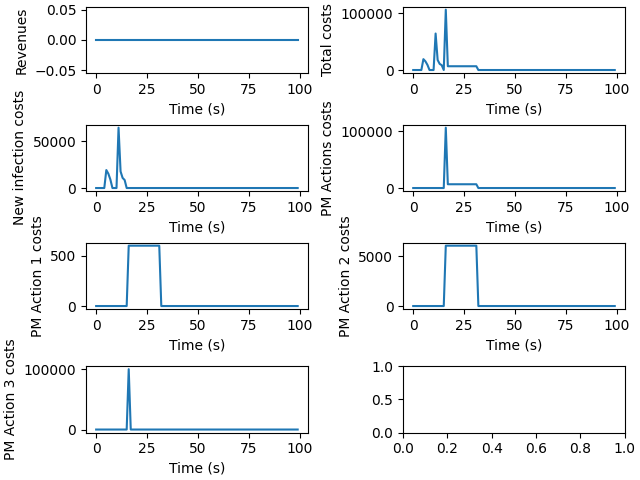 Revenues
0.05
0.00
−0.05
0 25 50 75 100
Time (s)
Total costs
100000
0
0 25 50 75 100
Time (s)
New infection costs
50000
0
0 25 50 75 100
Time (s)
PM Actions costs
100000
0
0 25 50 75 100
Time (s)
PM Action 1 costs
500
0
0 25 50 75 100
Time (s)
PM Action 2 costs
5000
0
0 25 50 75 100
Time (s)
PM Action 3 costs
100000
0
0 25 50 75 100
Time (s)
1.0
0.5
0.0
0.0 0.2 0.4 0.6 0.8 1.0